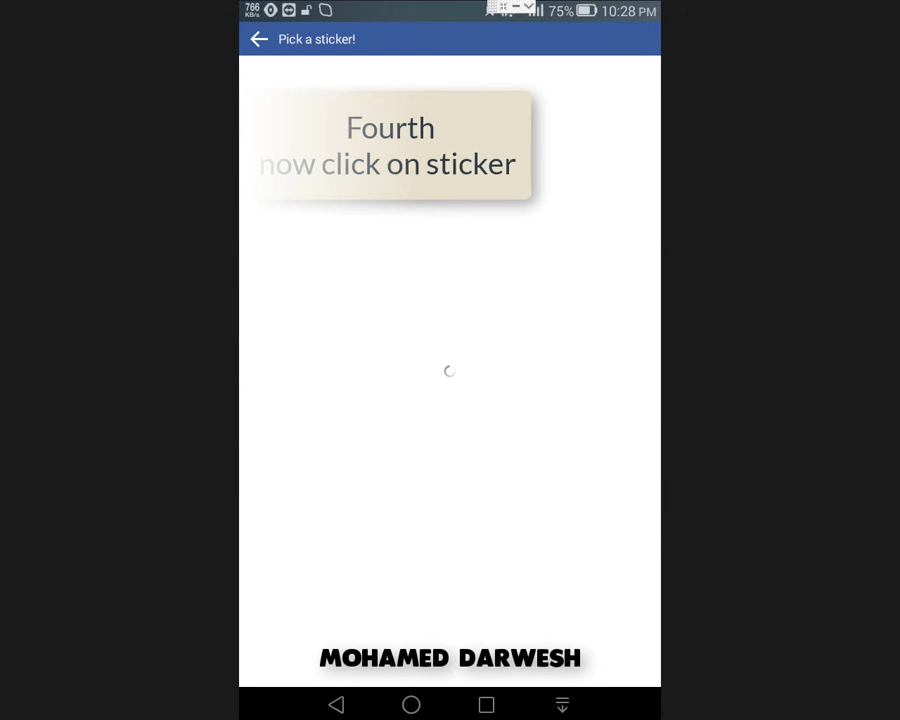 766
KB/s
75%
10:28 PM
Pick a sticker!
Fourth
now click on sticker
MOHAMED DARWESH